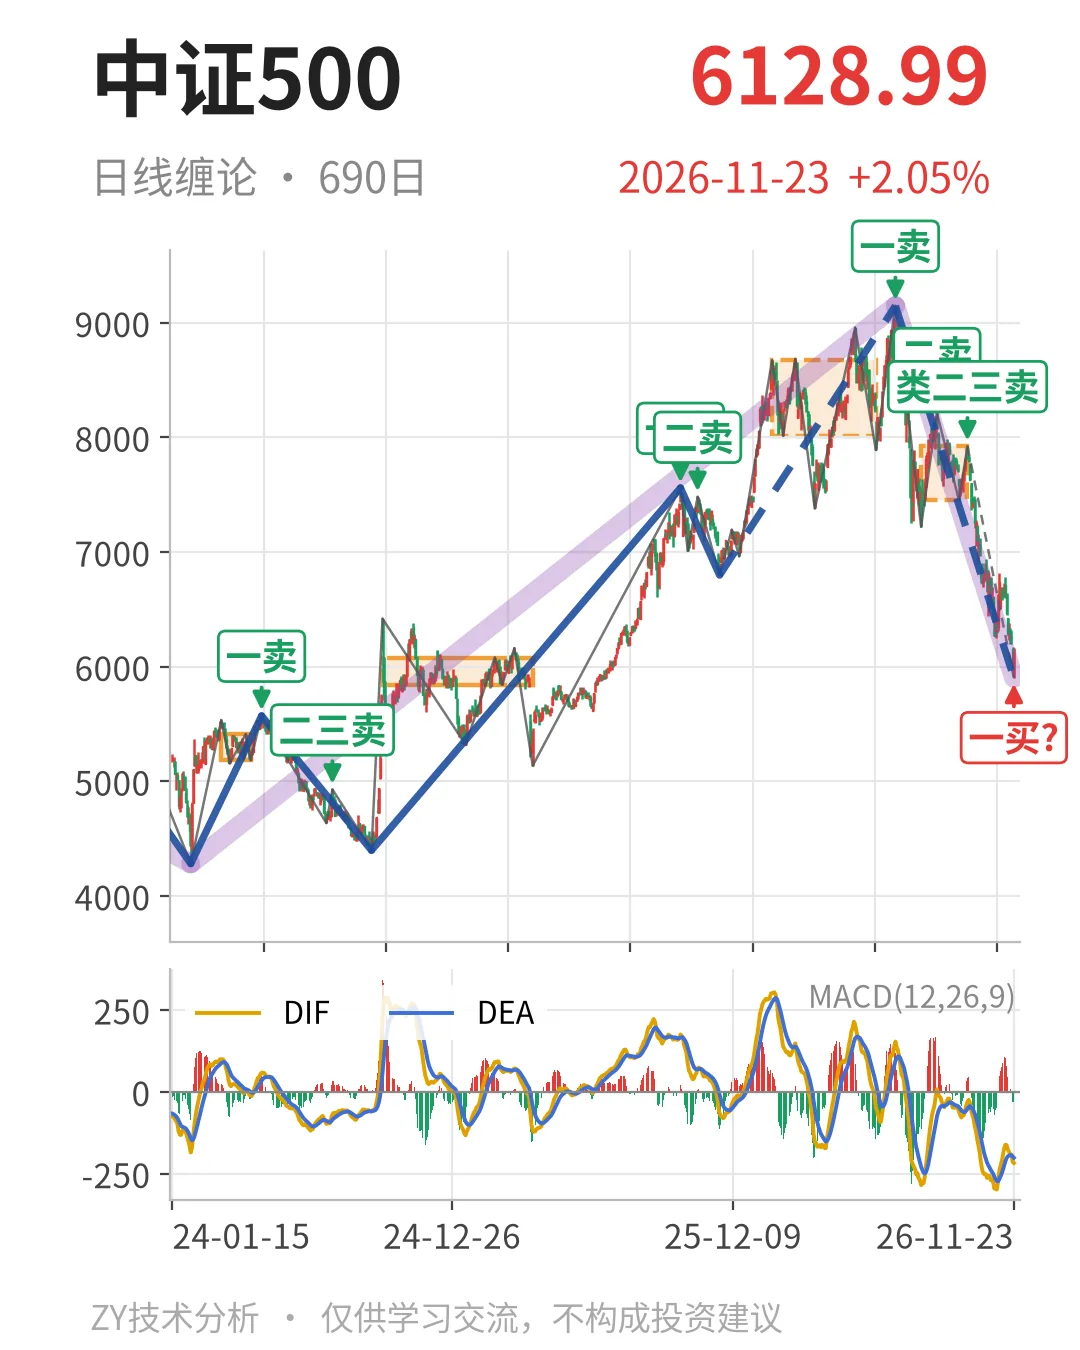 中证500
6128.99
日线缠论 • 690日
2026-11-23 +2.05%
一卖
9000
二卖
类二三卖
8000
二卖
7000
一卖
6000
二三卖
一买?
5000
4000
MACD(12,26,9)
250
DIF
DEA
0
-250
24-01-15
24-12-26
25-12-09
26-11-23
ZY技术分析 • 仅供学习交流，不构成投资建议